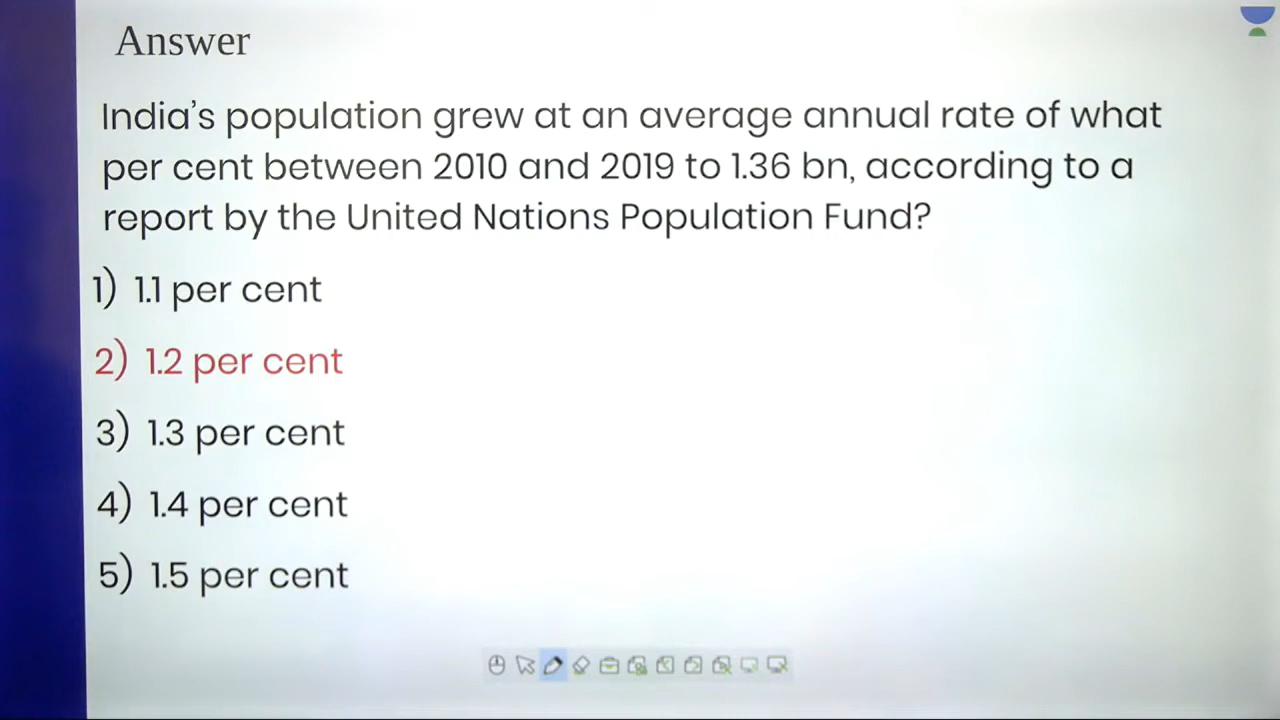 Answer
India's population grew at an average annual rate of what
per cent between 2010 and 2019 to 1.36 bn, according to a
report by the United Nations Population Fund?
1) 1.1 per cent
2) 1.2 per cent
3) 1.3 per cent
4) 1.4 per cent
5) 1.5 per cent